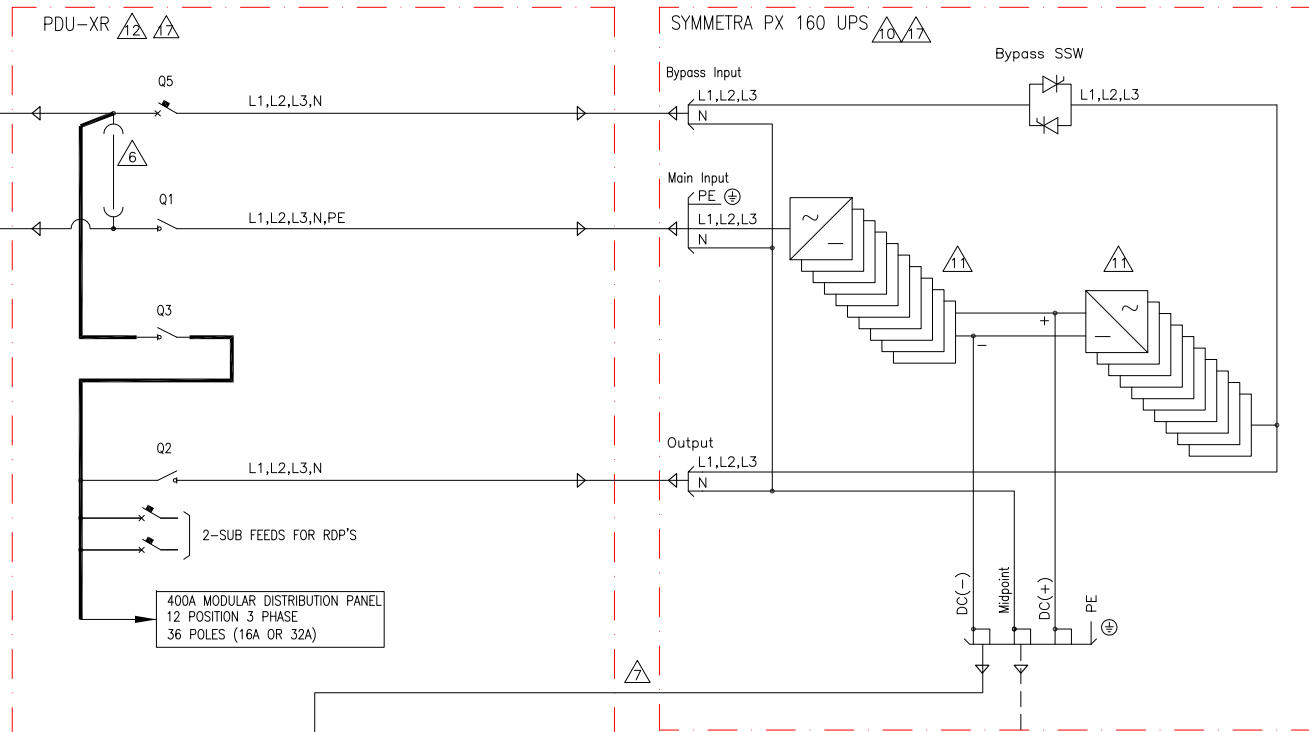 PDU-XR 12 17
SYMMETRA PX 160 UPS 10 17
Bypass SSW
Q5
Bypass Input
L1,L2,L3,N
L1,L2,L3
L1,L2,L3
N
6
Main Input
Q1
PE
L1,L2,L3,N,PE
L1,L2,L3
~
N
–
11
11
Q3
~
+
–
–
Output
Q2
L1,L2,L3,N
L1,L2,L3
N
2-SUB FEEDS FOR RDP'S
DC(-)
Midpoint
DC(+)
PE
400A MODULAR DISTRIBUTION PANEL
12 POSITION 3 PHASE
36 POLES (16A OR 32A)
7